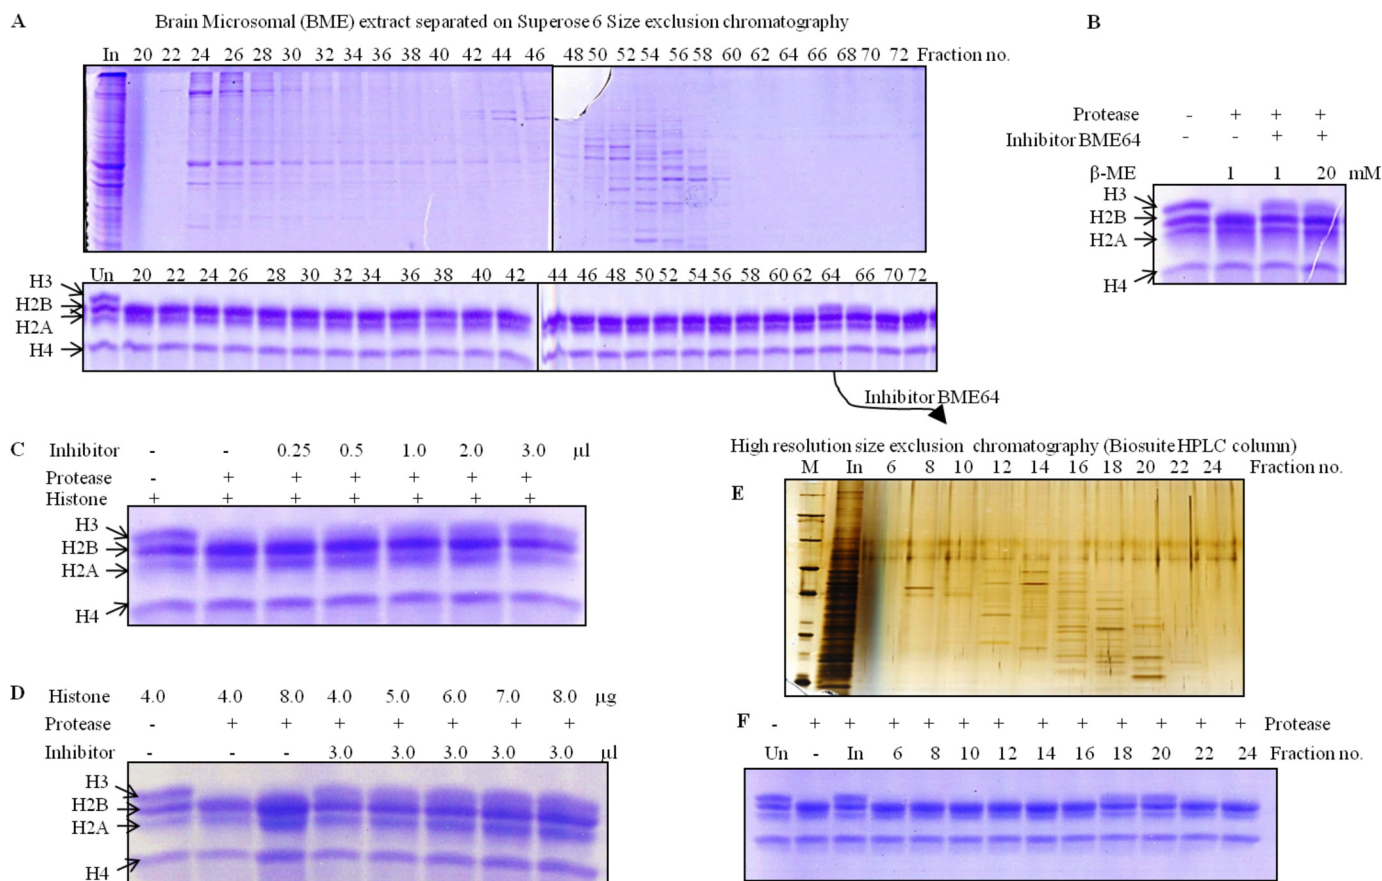 A
Brain Microsomal (BME) extract separated on Superose 6 Size exclusion chromatography
In 20 22 24 26 28 30 32 34 36 38 40 42 44 46 48 50 52 54 56 58 60 62 64 66 68 70 72 Fraction no.
Un 20 22 24 26 28 32 34 36 38 40 42 44 46 48 50 52 54 56 58 60 62 64 66 70 72
H3
H2B
H2A
H4
Inhibitor BME64
B
Protease - + + +
Inhibitor BME64 - - + +
β-ME 1 1 20 mM
H3
H2B
H2A
H4
C
Inhibitor - - 0.25 0.5 1.0 2.0 3.0 µl
Protease - + + + + + +
Histone + + + + + + +
H3
H2B
H2A
H4
D
Histone 4.0 4.0 8.0 4.0 5.0 6.0 7.0 8.0 µg
Protease - + + + + + + +
Inhibitor - - - 3.0 3.0 3.0 3.0 3.0 µl
H3
H2B
H2A
H4
High resolution size exclusion chromatography (Biosuite HPLC column)
M In 6 8 10 12 14 16 18 20 22 24 Fraction no.
E
F - + + + + + + + + + + + + Protease
Un - In 6 8 10 12 14 16 18 20 22 24 Fraction no.